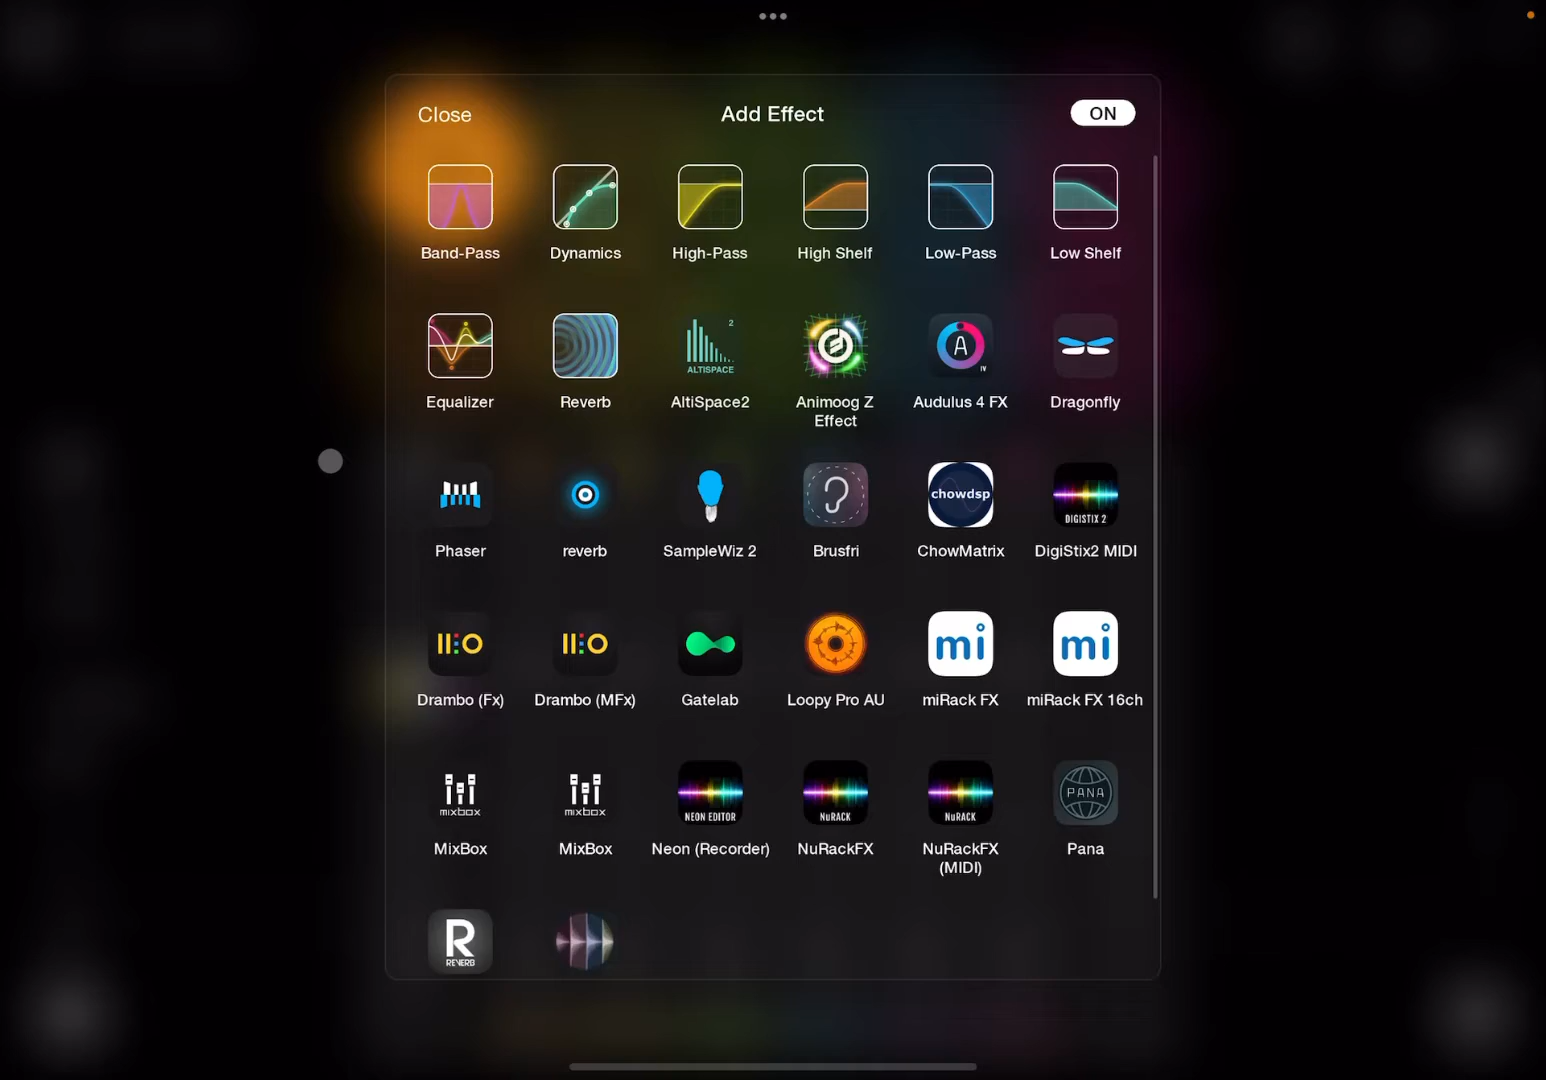 Close
Add Effect
ON
Band-Pass
Dynamics
High-Pass
High Shelf
Low-Pass
Low Shelf
2
ALTISPACE
A
IV
Equalizer
Reverb
AltiSpace2
Animoog Z
Effect
Audulus 4 FX
Dragonfly
chowdsp
DIGISTIX 2
Phaser
reverb
SampleWiz 2
Brusfri
ChowMatrix
DigiStix2 MIDI
mi
mi
Drambo (Fx)
Drambo (MFx)
Gatelab
Loopy Pro AU
miRack FX
miRack FX 16ch
mixbox
mixbox
NEON EDITOR
NuRACK
NuRACK
PANA
MixBox
MixBox
Neon (Recorder)
NuRackFX
NuRackFX
(MIDI)
Pana
R
REVERB